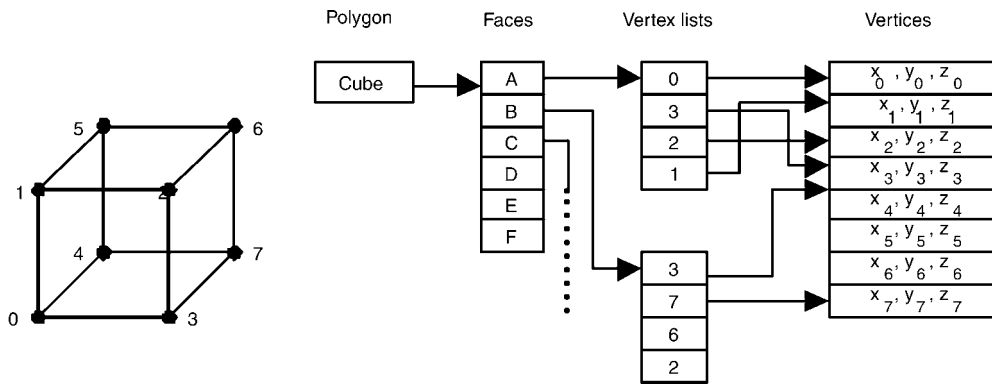 Polygon
Faces
Vertex lists
Vertices
Cube
A
B
C
D
E
F
0
3
2
1
3
7
6
2
x0, y0, z0
x1, y1, z1
x2, y2, z2
x3, y3, z3
x4, y4, z4
x5, y5, z5
x6, y6, z6
x7, y7, z7
5
6
1
2
4
7
0
3